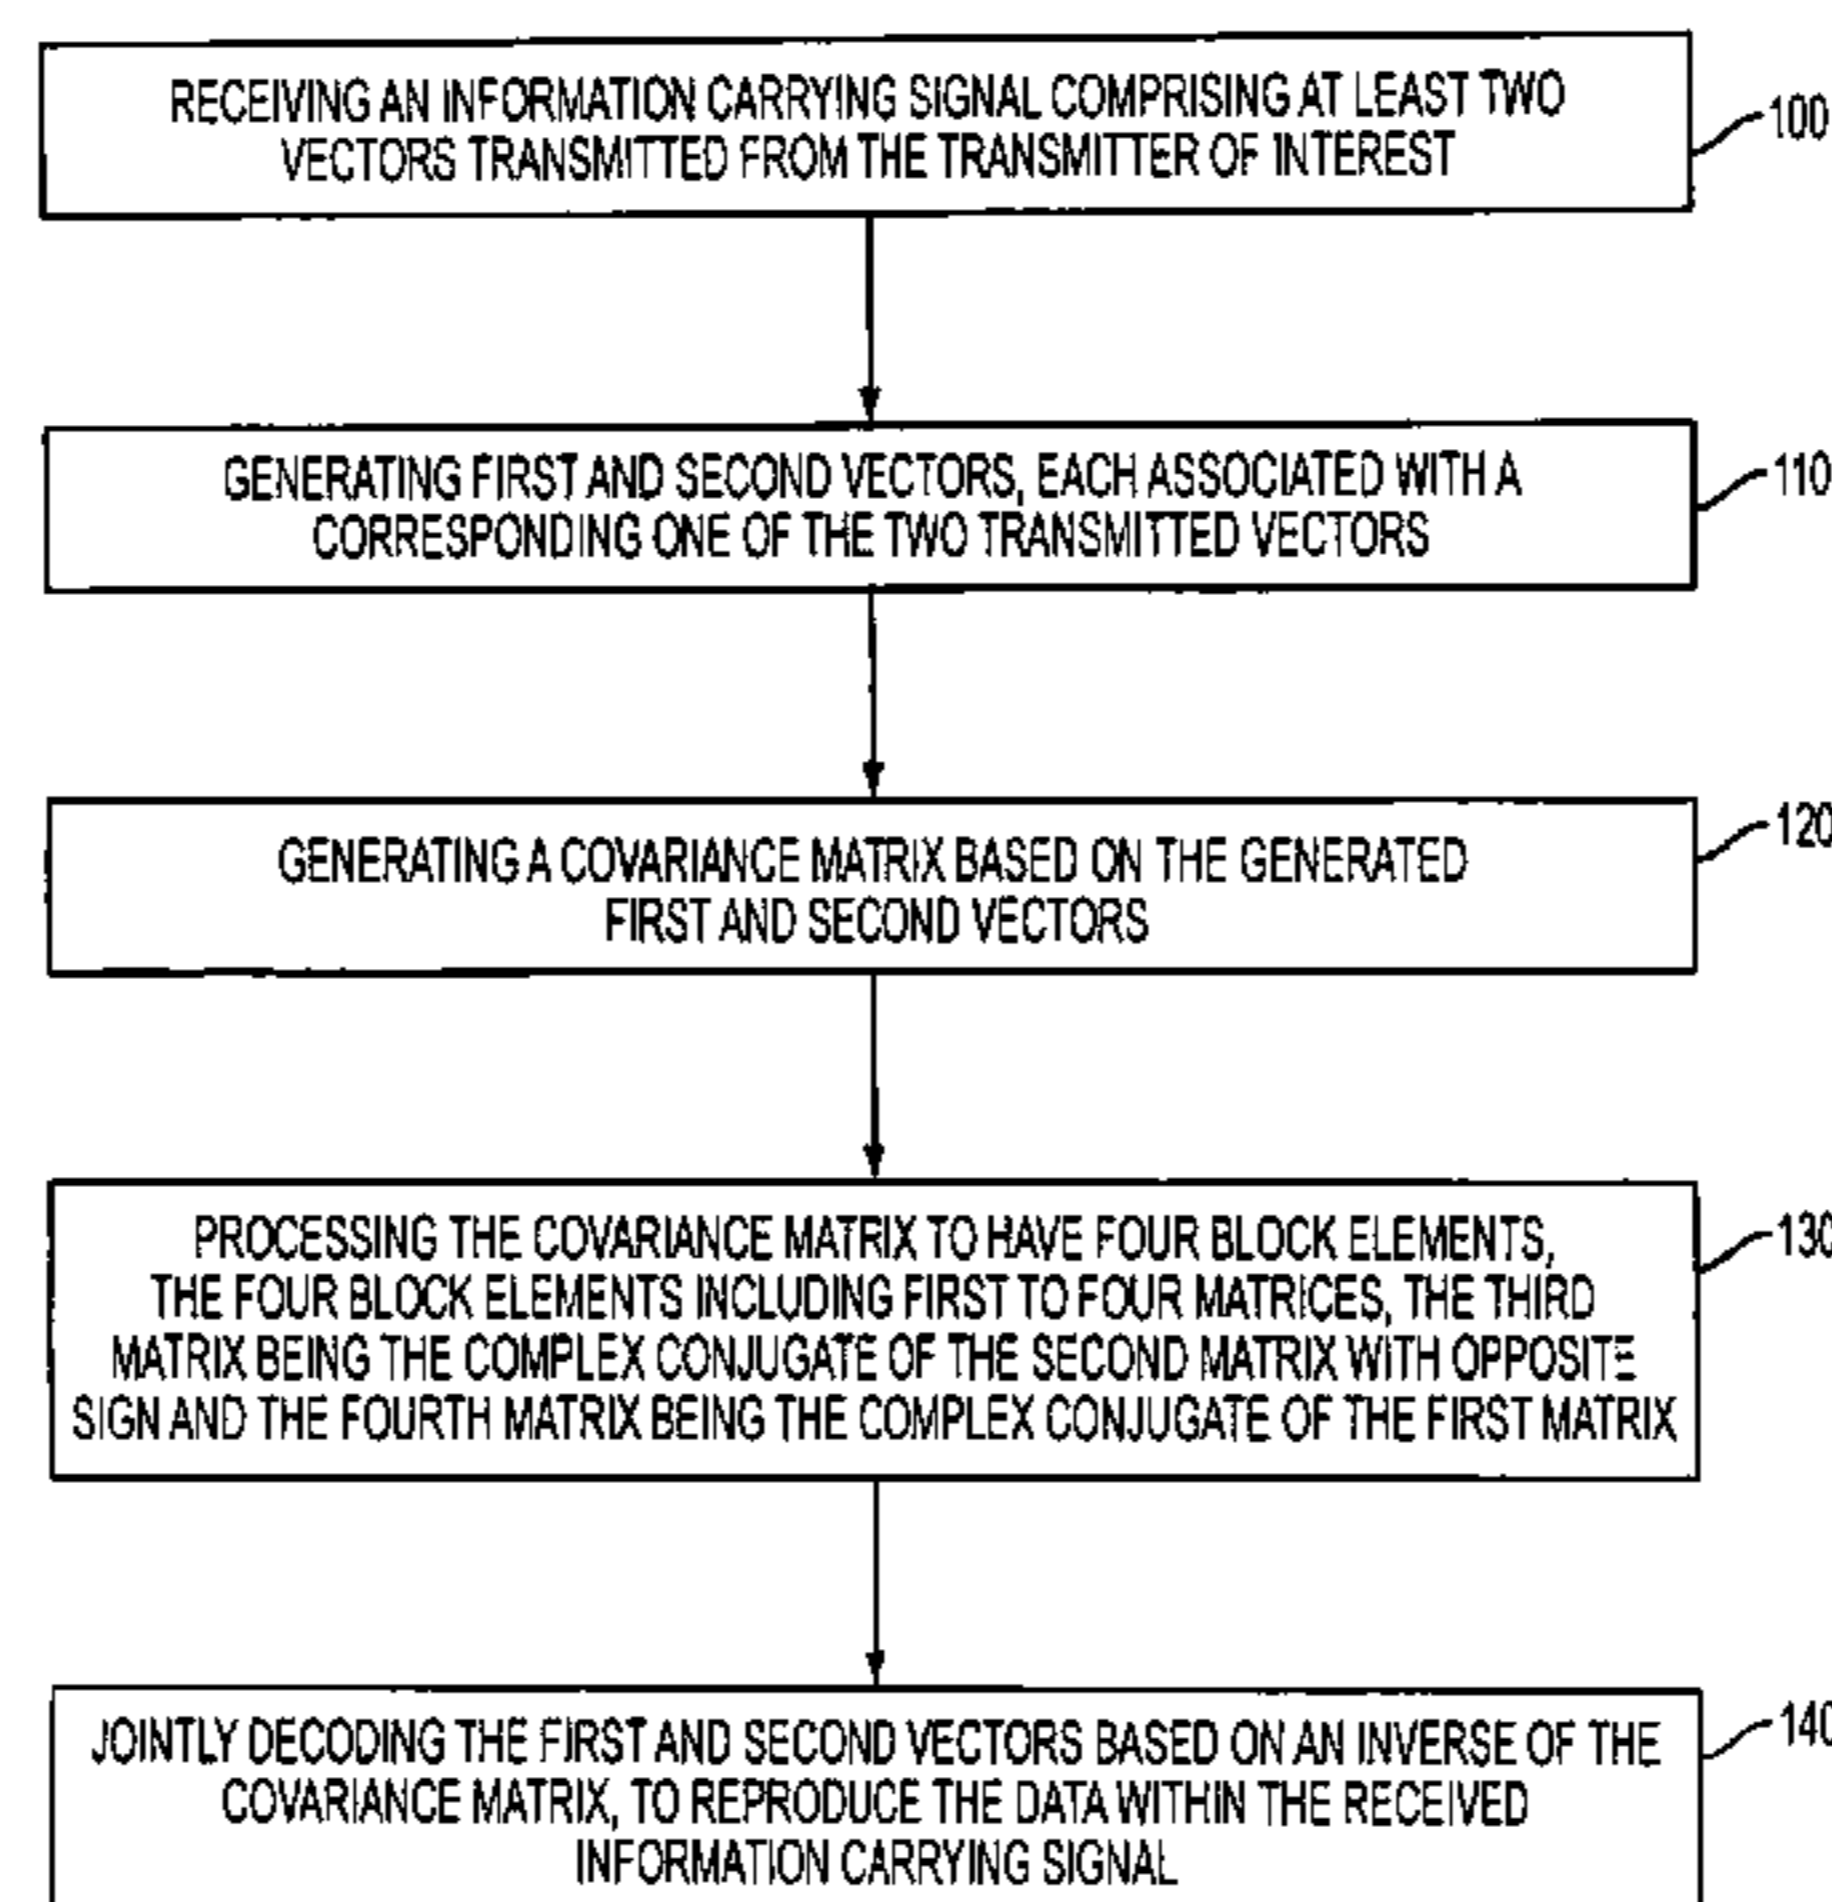 RECEIVING AN INFORMATION CARRYING SIGNAL COMPRISING AT LEAST TWO
VECTORS TRANSMITTED FROM THE TRANSMITTER OF INTEREST
100
GENERATING FIRST AND SECOND VECTORS, EACH ASSOCIATED WITH A
CORRESPONDING ONE OF THE TWO TRANSMITTED VECTORS
110
GENERATING A COVARIANCE MATRIX BASED ON THE GENERATED
FIRST AND SECOND VECTORS
120
PROCESSING THE COVARIANCE MATRIX TO HAVE FOUR BLOCK ELEMENTS,
THE FOUR BLOCK ELEMENTS INCLUDING FIRST TO FOUR MATRICES, THE THIRD
MATRIX BEING THE COMPLEX CONJUGATE OF THE SECOND MATRIX WITH OPPOSITE
SIGN AND THE FOURTH MATRIX BEING THE COMPLEX CONJUGATE OF THE FIRST MATRIX
130
JOINTLY DECODING THE FIRST AND SECOND VECTORS BASED ON AN INVERSE OF THE
COVARIANCE MATRIX, TO REPRODUCE THE DATA WITHIN THE RECEIVED
INFORMATION CARRYING SIGNAL
140